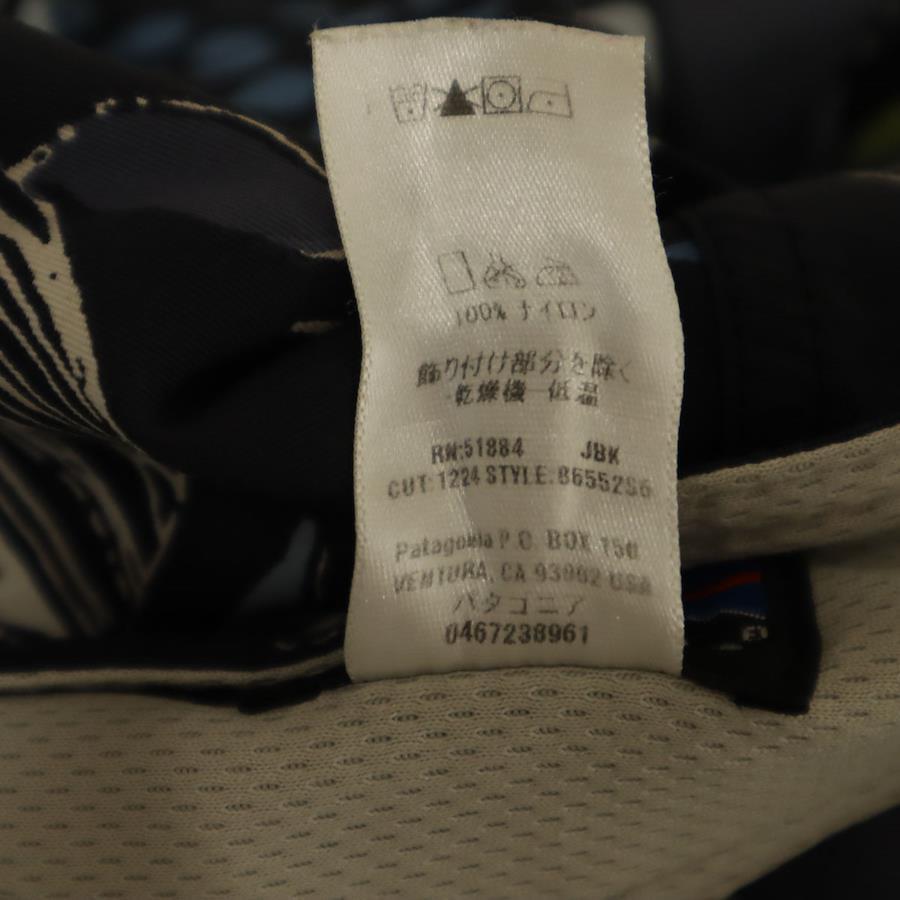 100% ナイロン
飾り付け部分を除く
乾燥機一低温
RN:51884 JBK
CUT:1224 STYLE:86552S6
Patagonia P.O. BOX 150
VENTURA, CA 93002 USA
パタゴニア
0467238961